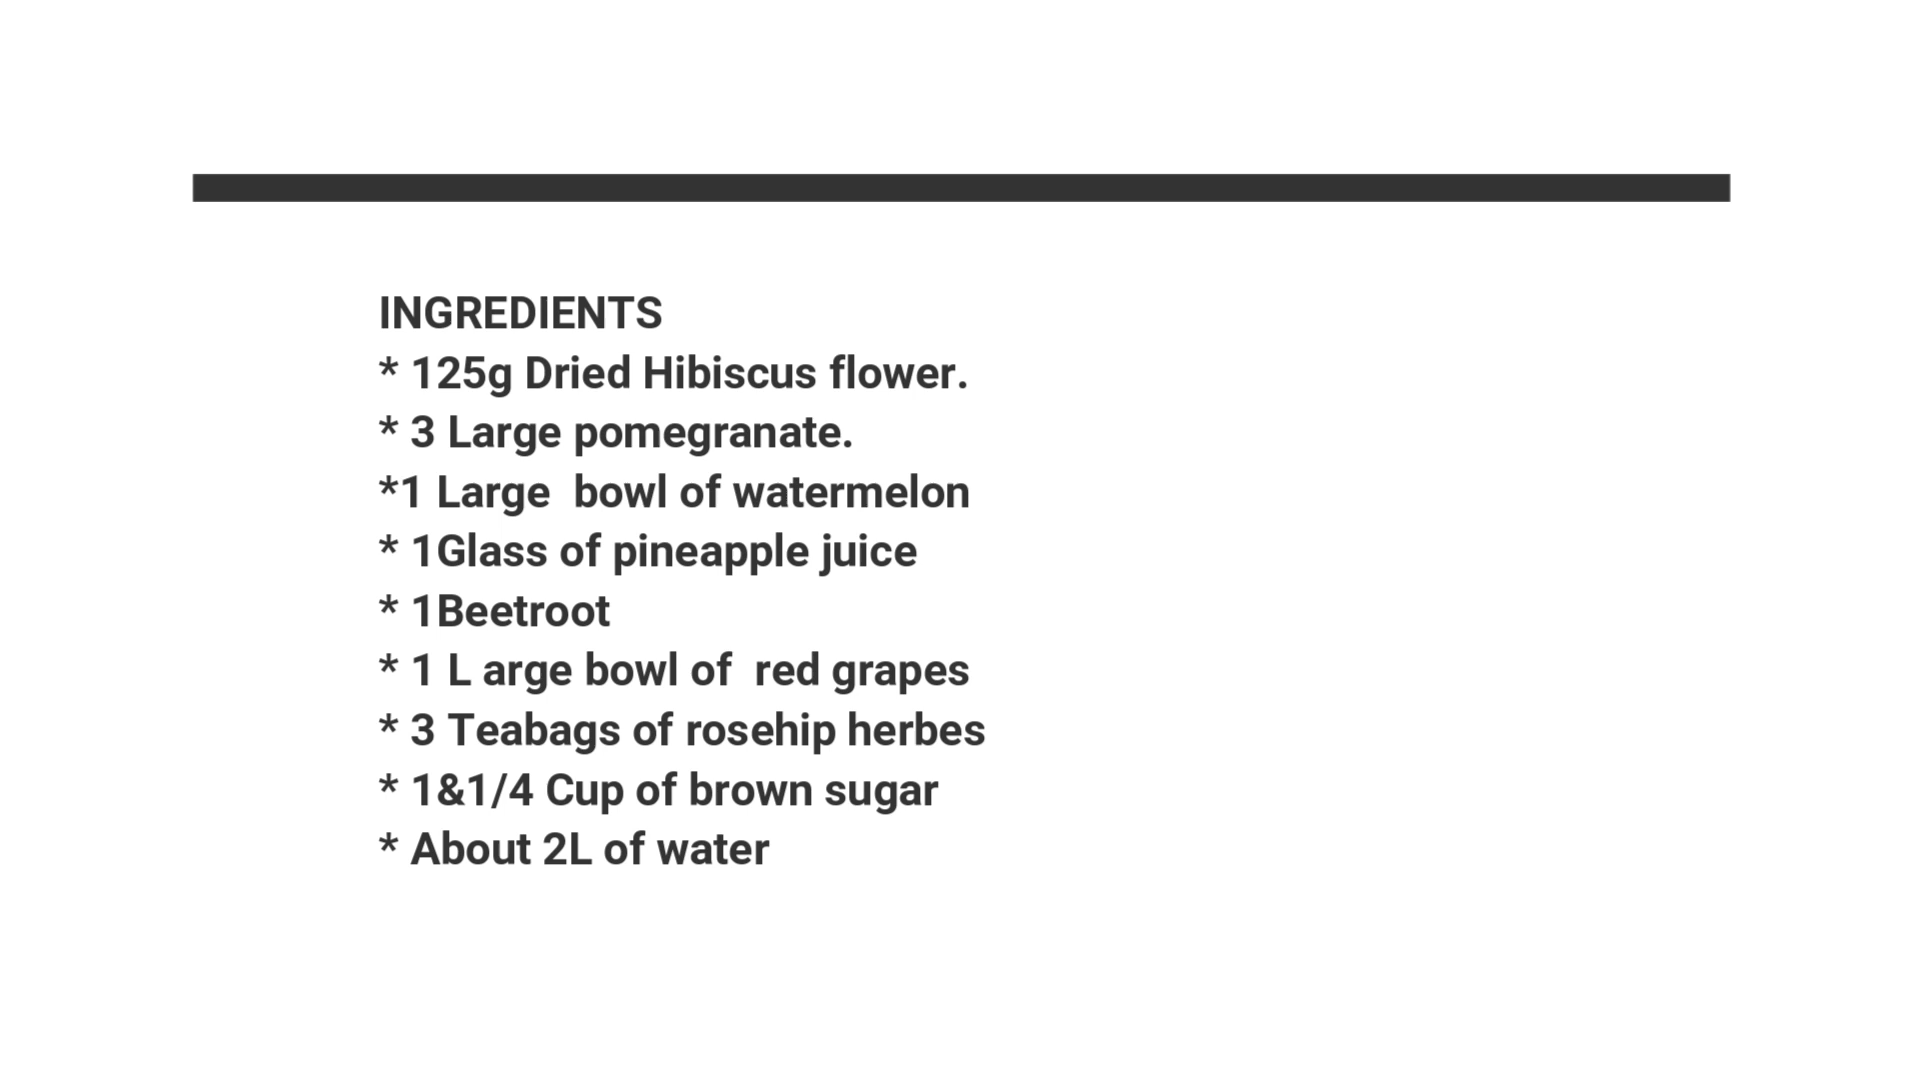 INGREDIENTS
* 125g Dried Hibiscus flower.
* 3 Large pomegranate.
*1 Large  bowl of watermelon
* 1Glass of pineapple juice
* 1Beetroot
* 1 L arge bowl of  red grapes
* 3 Teabags of rosehip herbes
* 1&1/4 Cup of brown sugar
* About 2L of water